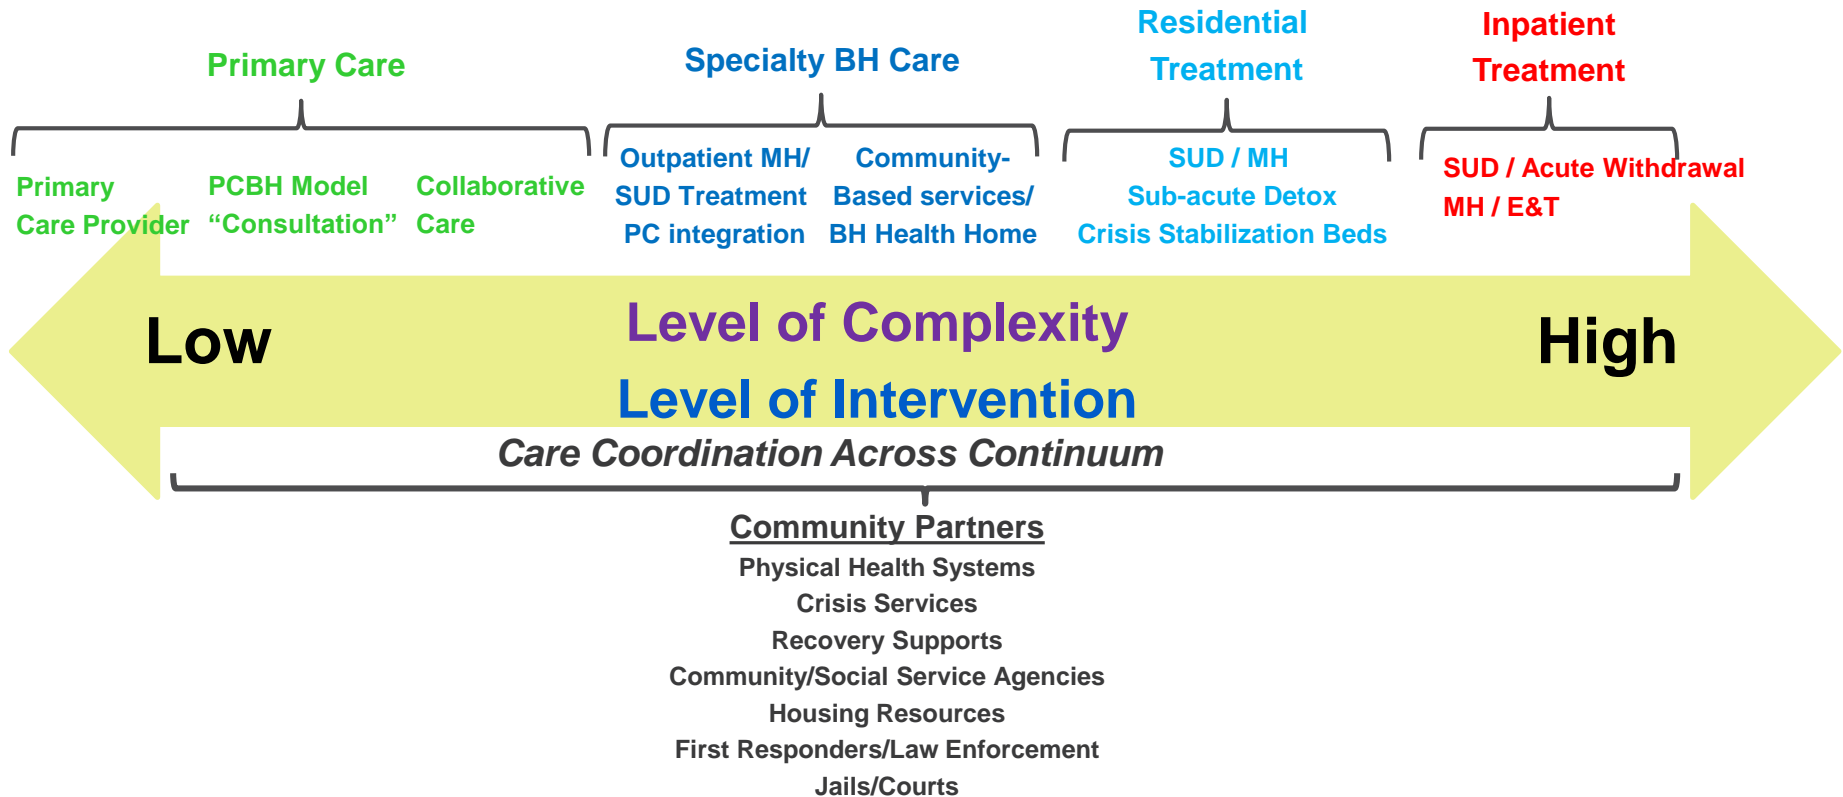 Primary Care
Specialty BH Care
Residential
Treatment
Inpatient
Treatment
Primary
Care Provider
PCBH Model
“Consultation”
Collaborative
Care
Outpatient MH/
SUD Treatment
PC integration
Community-
Based services/
BH Health Home
SUD / MH
Sub-acute Detox
Crisis Stabilization Beds
SUD / Acute Withdrawal
MH / E&T
Low
Level of Complexity
High
Level of Intervention
Care Coordination Across Continuum
Community Partners
Physical Health Systems
Crisis Services
Recovery Supports
Community/Social Service Agencies
Housing Resources
First Responders/Law Enforcement
Jails/Courts